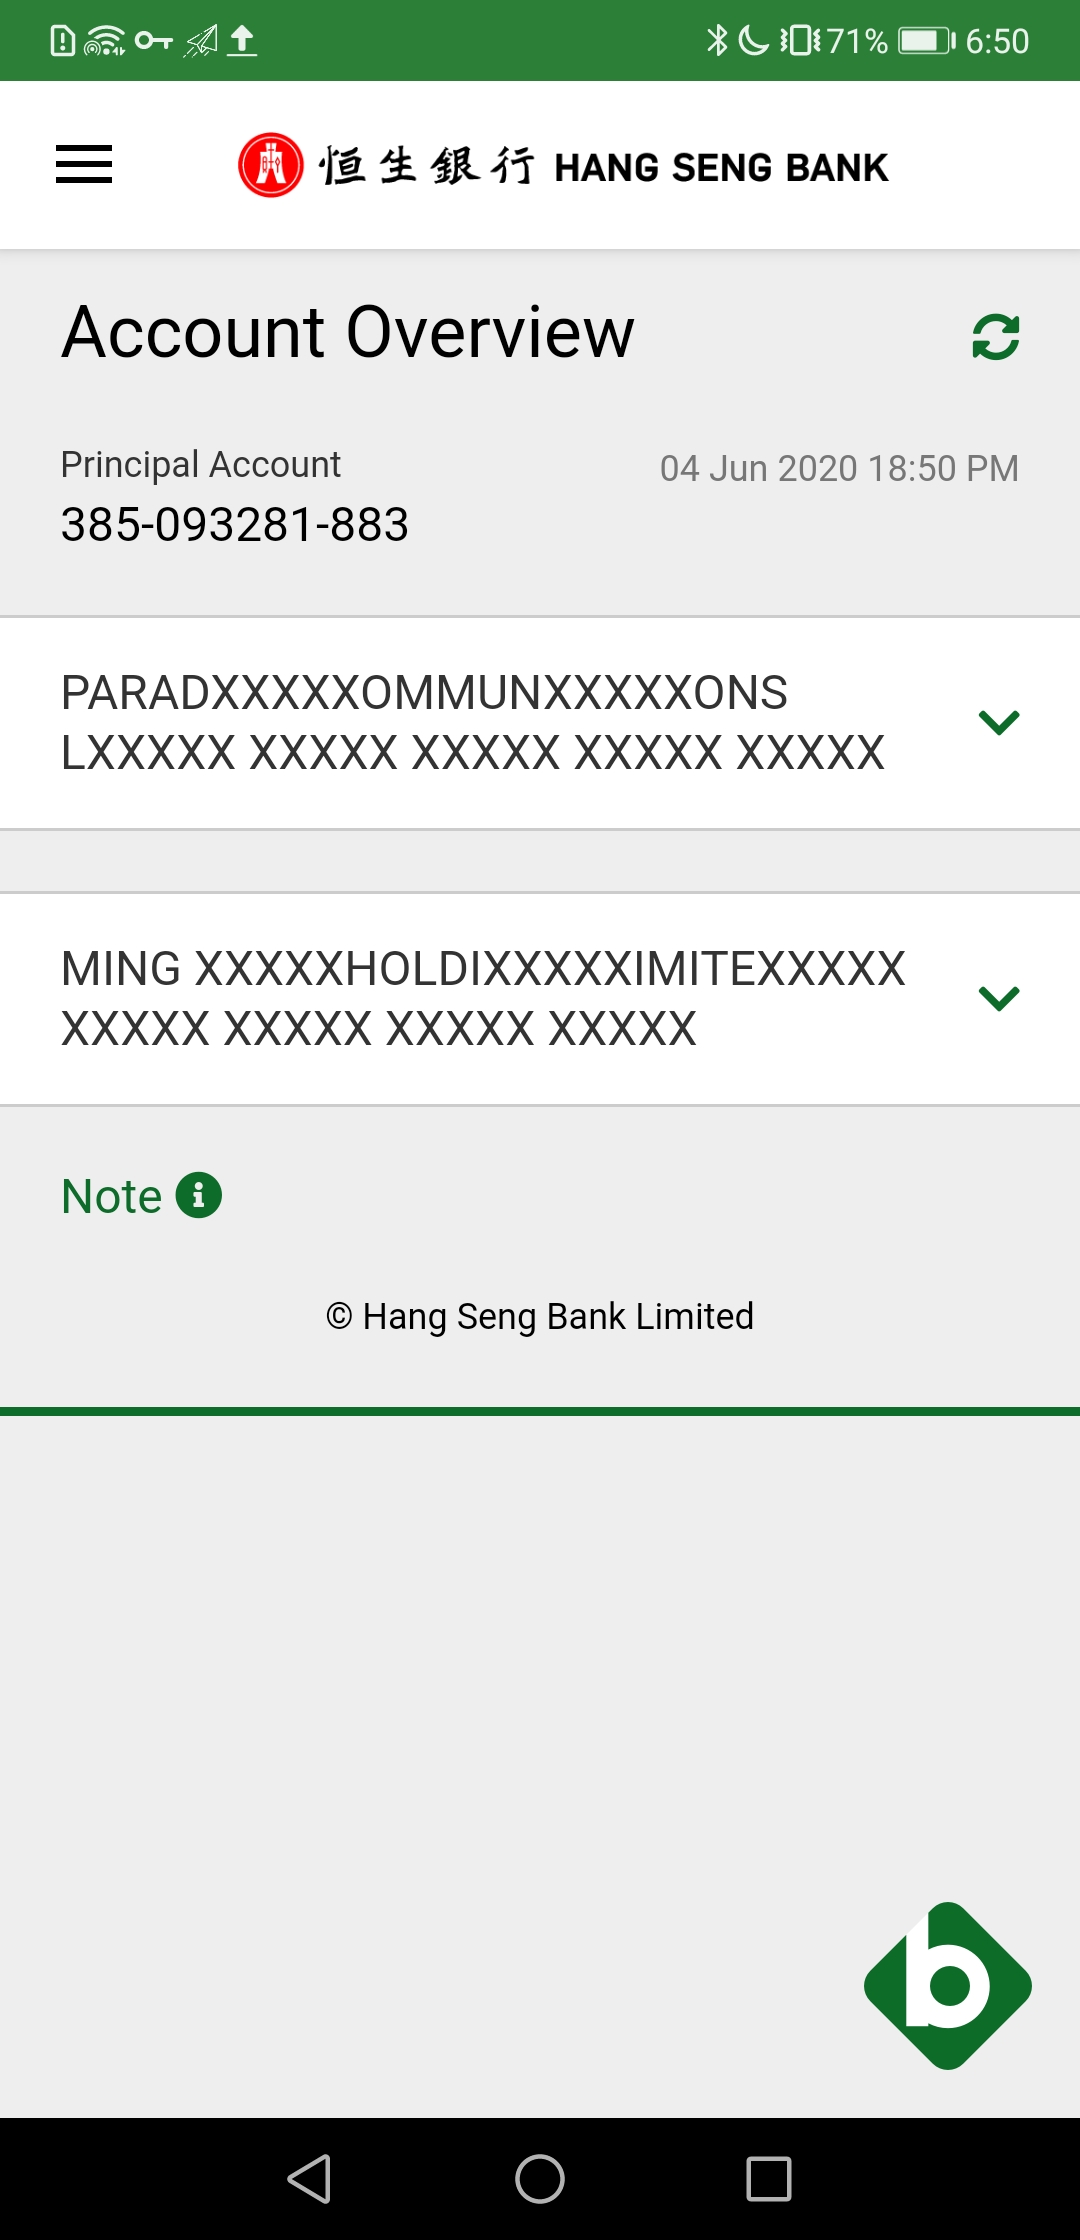 71% 6:50
恒生銀行 HANG SENG BANK
Account Overview
Principal Account
04 Jun 2020 18:50 PM
385-093281-883
PARADXXXXXOMMUNXXXXXONS
LXXXXX XXXXX XXXXX XXXXX XXXXX
MING XXXXXHOLDIXXXXXIMITEXXXXX
XXXXX XXXXX XXXXX XXXXX
Note
© Hang Seng Bank Limited
b